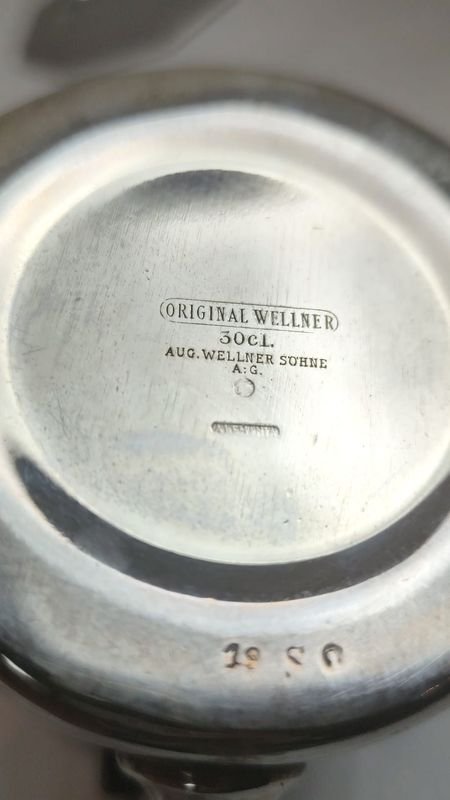 ORIGINAL WELLNER
30cl.
AUG. WELLNER SÖHNE
A:G.